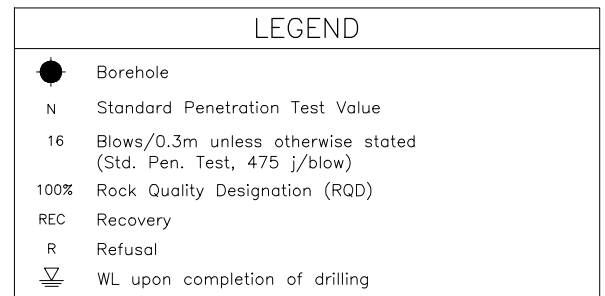 LEGEND
Borehole
N Standard Penetration Test Value
16 Blows/0.3m unless otherwise stated
(Std. Pen. Test, 475 j/blow)
100% Rock Quality Designation (RQD)
REC Recovery
R Refusal
WL upon completion of drilling